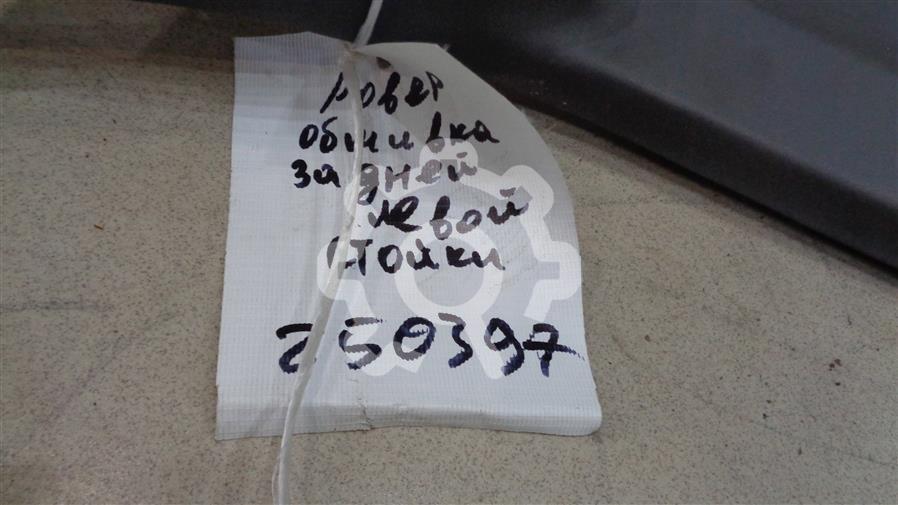 ровер
обшивка
задней
левой
стойки
250397